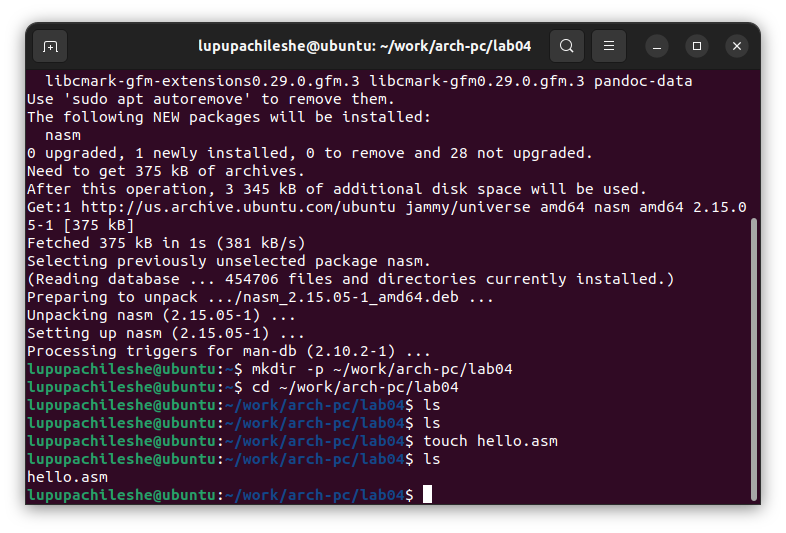 lupupachileshe@ubuntu: ~/work/arch-pc/lab04
libcmark-gfm-extensions0.29.0.gfm.3 libcmark-gfm0.29.0.gfm.3 pandoc-data
Use 'sudo apt autoremove' to remove them.
The following NEW packages will be installed:
nasm
0 upgraded, 1 newly installed, 0 to remove and 28 not upgraded.
Need to get 375 kB of archives.
After this operation, 3 345 kB of additional disk space will be used.
Get:1 http://us.archive.ubuntu.com/ubuntu jammy/universe amd64 nasm amd64 2.15.0
5-1 [375 kB]
Fetched 375 kB in 1s (381 kB/s)
Selecting previously unselected package nasm.
(Reading database ... 454706 files and directories currently installed.)
Preparing to unpack .../nasm_2.15.05-1_amd64.deb ...
Unpacking nasm (2.15.05-1) ...
Setting up nasm (2.15.05-1) ...
Processing triggers for man-db (2.10.2-1) ...
lupupachileshe@ubuntu:~$ mkdir -p ~/work/arch-pc/lab04
lupupachileshe@ubuntu:~$ cd ~/work/arch-pc/lab04
lupupachileshe@ubuntu:~/work/arch-pc/lab04$ ls
lupupachileshe@ubuntu:~/work/arch-pc/lab04$ ls
lupupachileshe@ubuntu:~/work/arch-pc/lab04$ touch hello.asm
lupupachileshe@ubuntu:~/work/arch-pc/lab04$ ls
hello.asm
lupupachileshe@ubuntu:~/work/arch-pc/lab04$